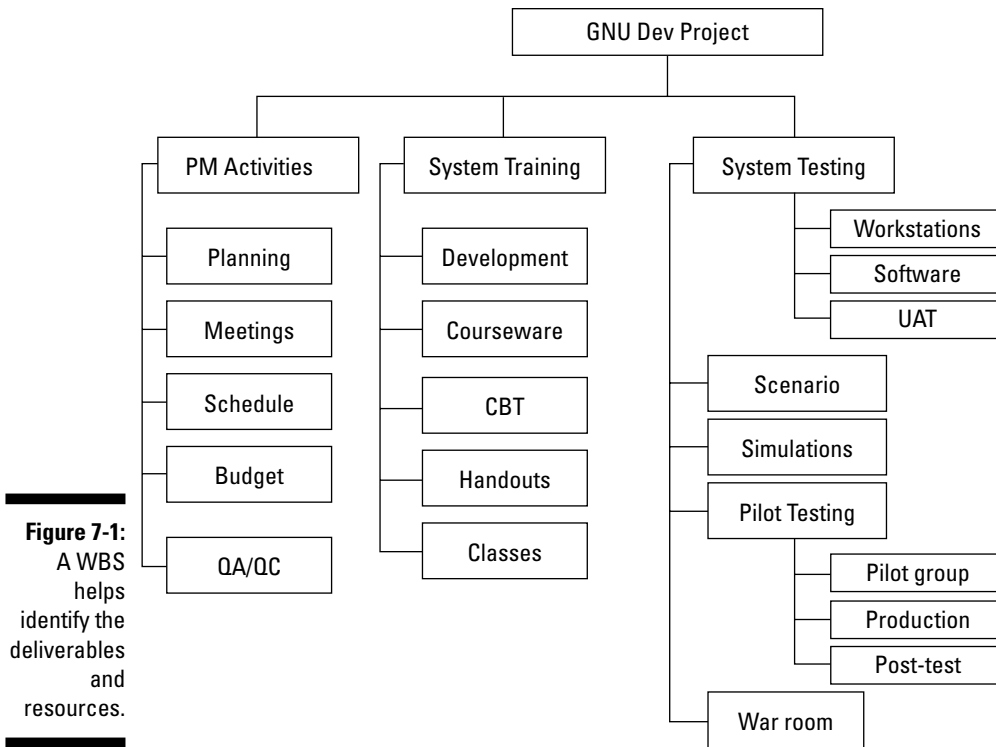 GNU Dev Project
PM Activities
Planning
Meetings
Schedule
Budget
QA/QC
System Training
Development
Courseware
CBT
Handouts
Classes
System Testing
Workstations
Software
UAT
Scenario
Simulations
Pilot Testing
Pilot group
Production
Post-test
War room
Figure 7-1:
A WBS
helps
identify the
deliverables
and
resources.